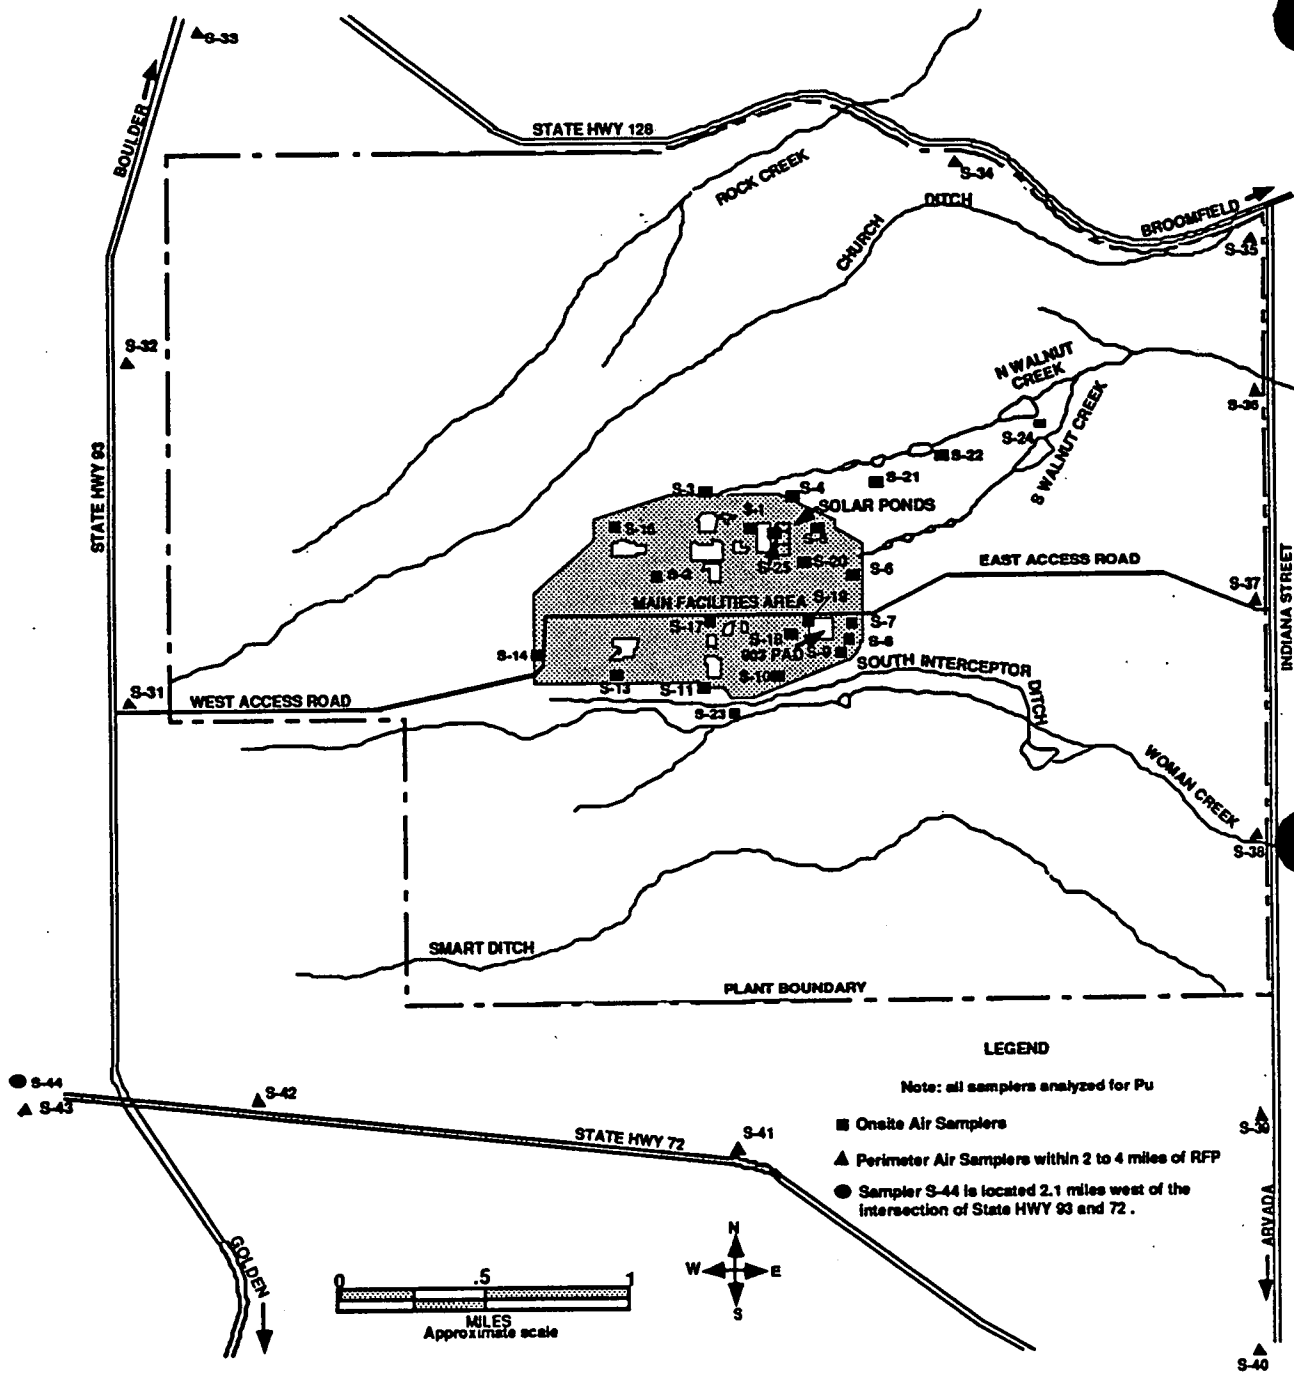 S-33
BOULDER
STATE HWY 128
ROCK CREEK
S-34
DITCH
CHURCH
BROOMFIELD
S-35
S-32
N WALNUT
CREEK
S-36
S-24
S WALNUT CREEK
STATE HWY 93
S-22
S-21
S-3
S-4
SOLAR PONDS
S-1
S-16
S-25
S-20
S-6
EAST ACCESS ROAD
S-2
S-37
MAIN FACILITIES AREA
S-19
S-17
S-7
S-18
S-8
903 PAD
S-9
S-14
SOUTH INTERCEPTOR
DITCH
INDIANA STREET
S-13
S-11
S-10
S-31
WEST ACCESS ROAD
S-23
WOMAN CREEK
S-38
SMART DITCH
PLANT BOUNDARY
LEGEND
Note: all samplers analyzed for Pu
S-44
S-43
S-42
Onsite Air Samplers
S-39
STATE HWY 72
S-41
Perimeter Air Samplers within 2 to 4 miles of RFP
Sampler S-44 is located 2.1 miles west of the
intersection of State HWY 93 and 72 .
ARVADA
GOLDEN
N
W E
S
0 .5 1
MILES
Approximate scale
S-40